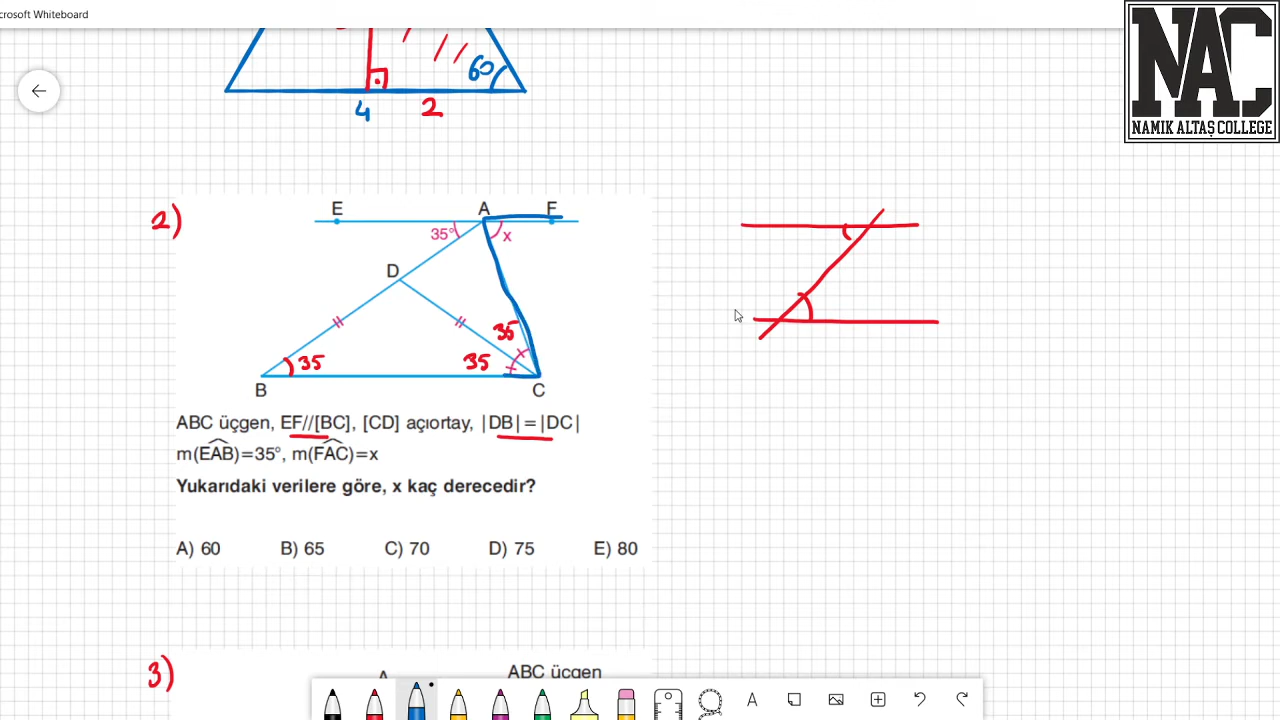 crosoft Whiteboard
NAC
NAMIK ALTAŞ COLLEGE
60
4 2
2)
E A F
35° x
D
35
35 35
B C
ABC üçgen, EF//[BC], [CD] açıortay, |DB|=|DC|
m(EAB)=35°, m(FAC)=x
Yukarıdaki verilere göre, x kaç derecedir?
A) 60 B) 65 C) 70 D) 75 E) 80
3)
A ABC üçgen
A